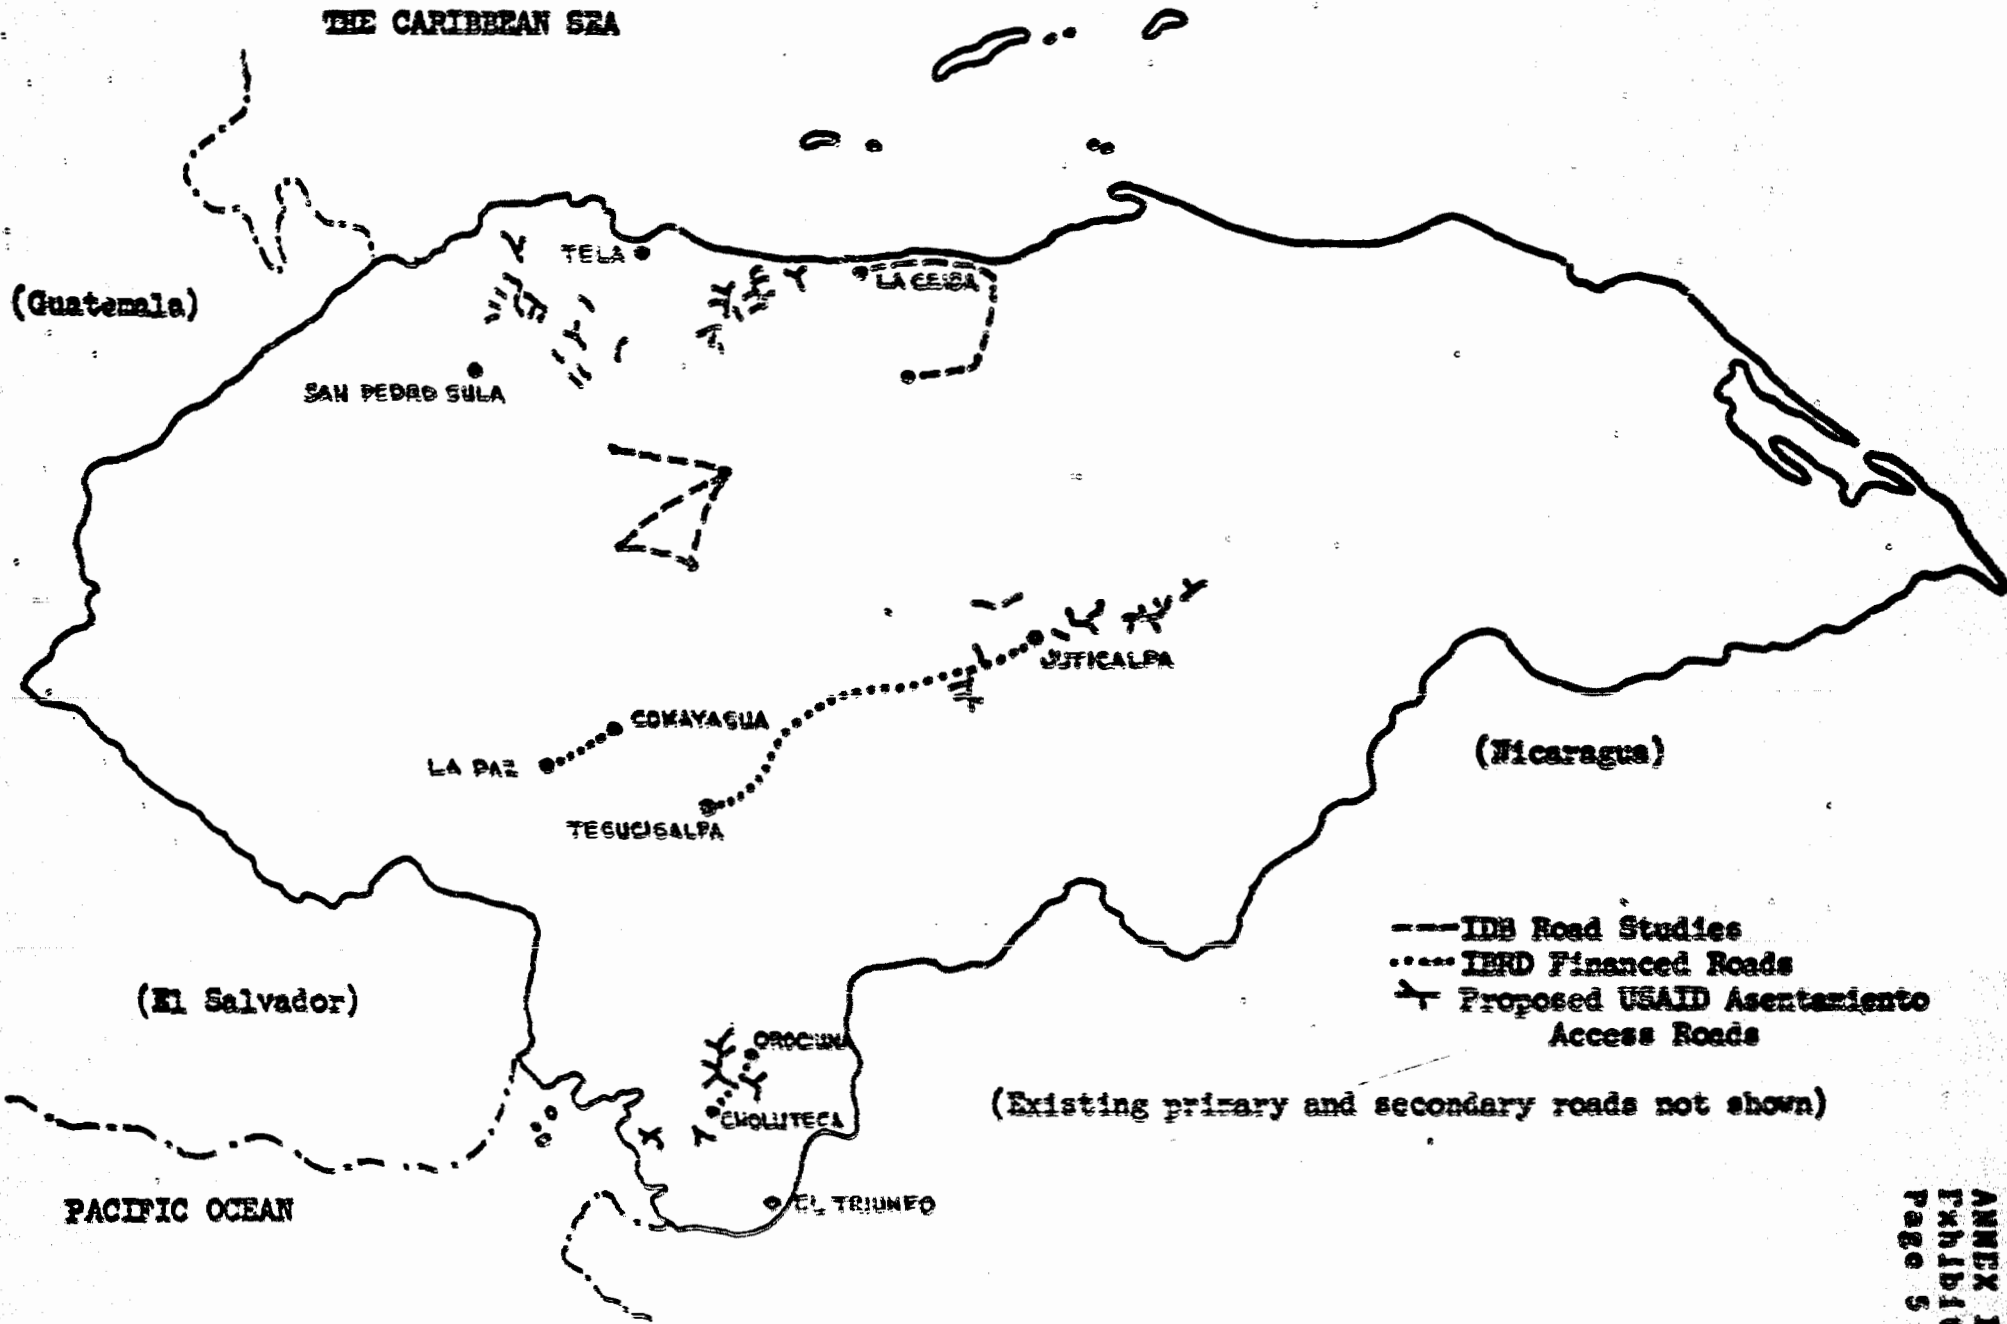 THE CARIBBEAN SEA
(Guatemala)
TELA
LA CEIBA
SAN PEDRO SULA
JUTICALPA
COMAYAGUA
LA PAZ
TEGUCIGALPA
(Nicaragua)
IDB Road Studies
IBRD Financed Roads
Proposed USAID Asentamiento
Access Roads
(El Salvador)
OROCUINA
CHOLUTECA
(Existing primary and secondary roads not shown)
EL TRIUNFO
PACIFIC OCEAN
ANNEX
Exhibit
Page 5